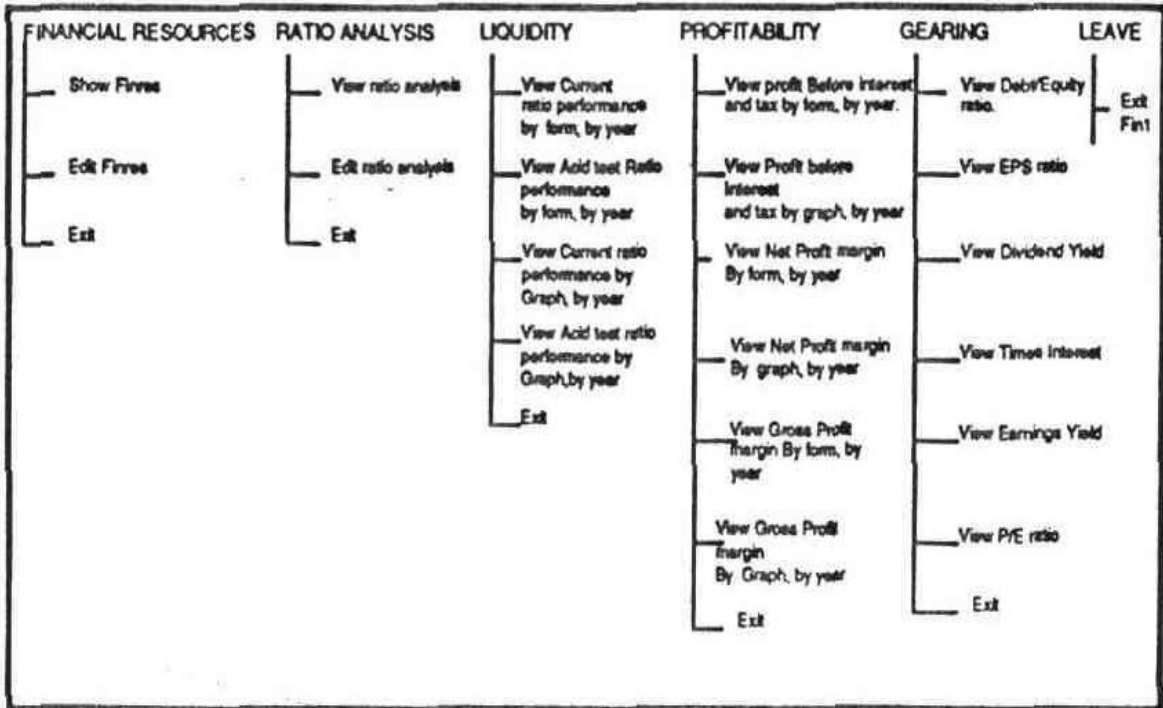 FINANCIAL RESOURCES
Show Finres
Edit Finres
Exit
RATIO ANALYSIS
View ratio analysis
Edit ratio analysis
Exit
LIQUIDITY
View Current
ratio performance
by form, by year
View Acid test Ratio
performance
by form, by year
View Current ratio
performance by
Graph, by year
View Acid test ratio
performance by
Graph,by year
Exit
PROFITABILITY
View profit Before interest
and tax by form, by year.
View Profit before
Interest
and tax by graph, by year
View Net Profit margin
By form, by year
View Net Profit margin
By graph, by year
View Gross Profit
margin By form, by
year
View Gross Profit
margin
By Graph, by year
Exit
GEARING
View Debt/Equity
ratio.
View EPS ratio
View Dividend Yield
View Times Interest
View Earnings Yield
View P/E ratio
Exit
LEAVE
Exit
Fin1